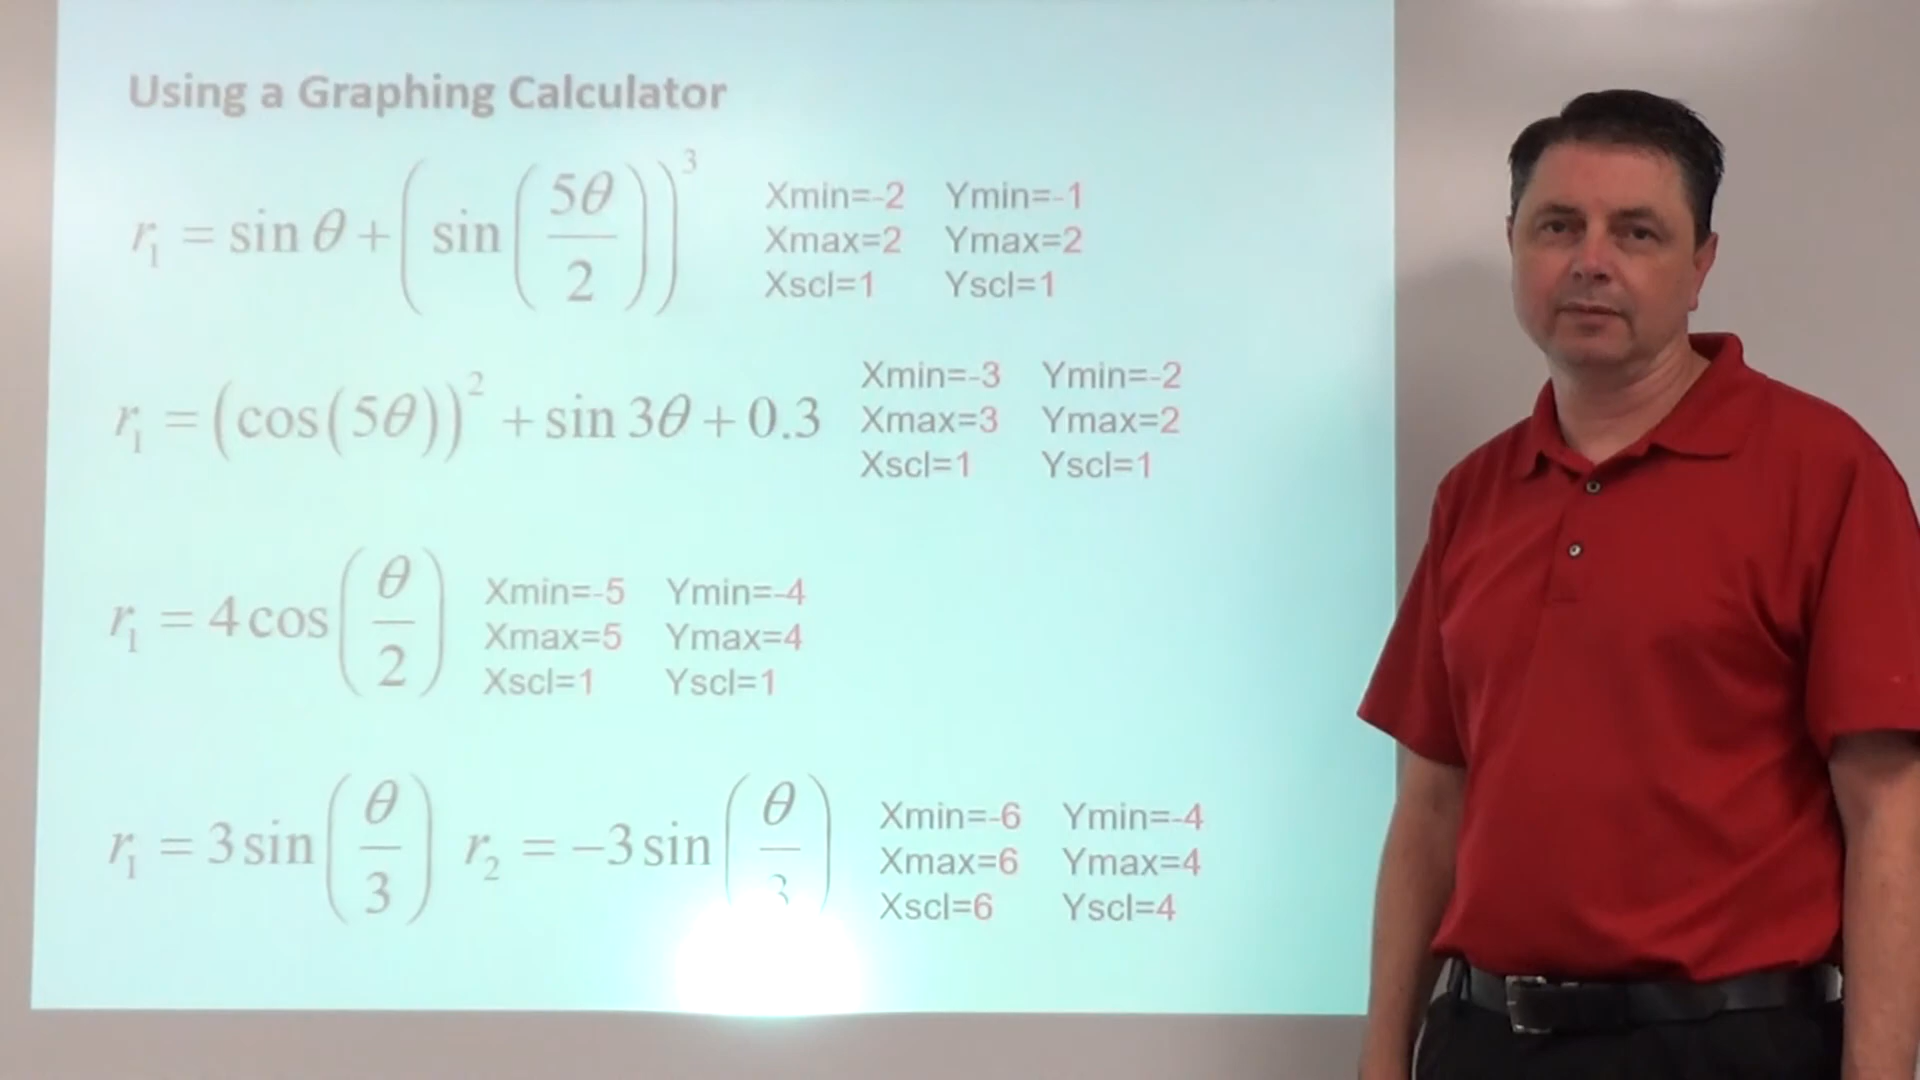 Using a Graphing Calculator
r₁ = sin θ + (sin(5θ/2))³
Xmin=-2 Ymin=-1
Xmax=2 Ymax=2
Xscl=1 Yscl=1
r₁ = (cos(5θ))² + sin 3θ + 0.3
Xmin=-3 Ymin=-2
Xmax=3 Ymax=2
Xscl=1 Yscl=1
r₁ = 4 cos(θ/2)
Xmin=-5 Ymin=-4
Xmax=5 Ymax=4
Xscl=1 Yscl=1
r₁ = 3 sin(θ/3) r₂ = −3 sin(θ/3)
Xmin=-6 Ymin=-4
Xmax=6 Ymax=4
Xscl=6 Yscl=4